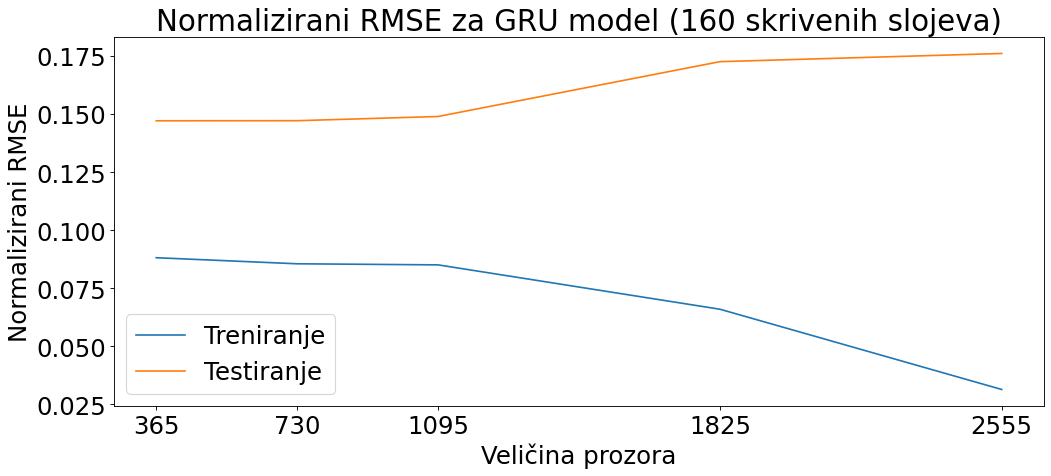 Normalizirani RMSE za GRU model (160 skrivenih slojeva)
Normalizirani RMSE
0.175
0.150
0.125
0.100
0.075
0.050
0.025
Treniranje
Testiranje
365 730 1095 1825 2555
Veličina prozora